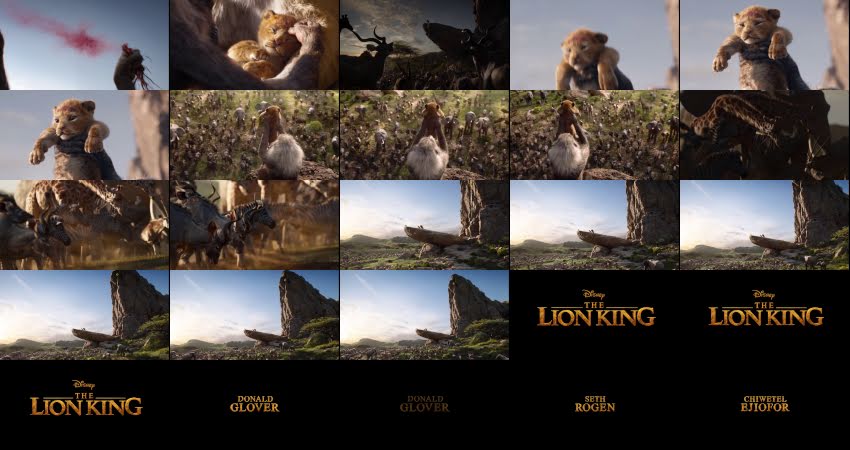 Disney
THE
LION KING
Disney
THE
LION KING
Disney
THE
LION KING
DONALD
GLOVER
DONALD
GLOVER
SETH
ROGEN
CHIWETEL
EJIOFOR